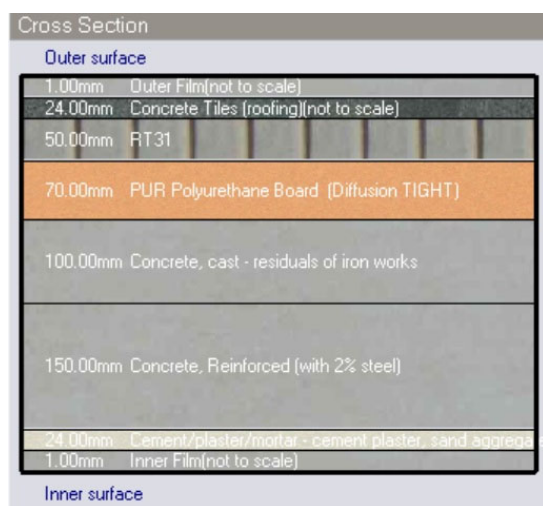 Cross Section
Outer surface
1.00mm Outer Film(not to scale)
24.00mm Concrete Tiles (roofing)(not to scale)
50.00mm RT31
70.00mm PUR Polyurethane Board (Diffusion TIGHT)
100.00mm Concrete, cast - residuals of iron works
150.00mm Concrete, Reinforced (with 2% steel)
24.00mm Cement/plaster/mortar - cement plaster, sand aggrega
1.00mm Inner Film(not to scale)
Inner surface